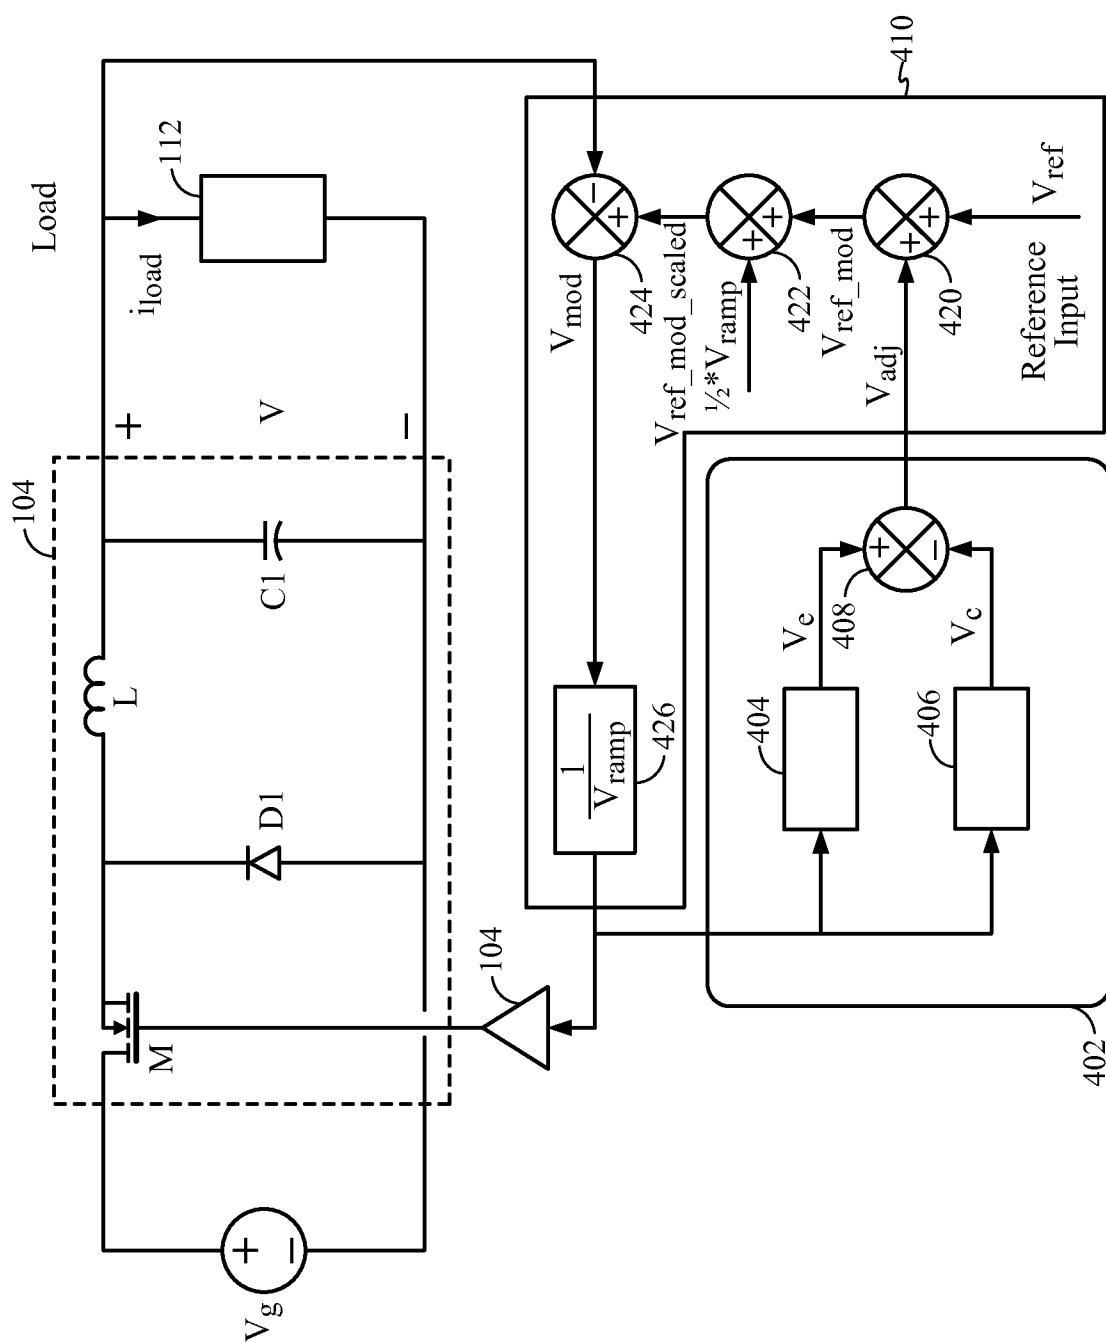 104
Load
112
i_load
+
V
−
L
C1
D1
M
V_g
+
−
104
410
−
+
424
V_mod
V_ref_mod_scaled
+
+
422
½*V_ramp
V_ref_mod
+
+
420
V_adj
V_ref
Reference
Input
1
V_ramp
426
402
404
406
V_e
V_c
+
−
408